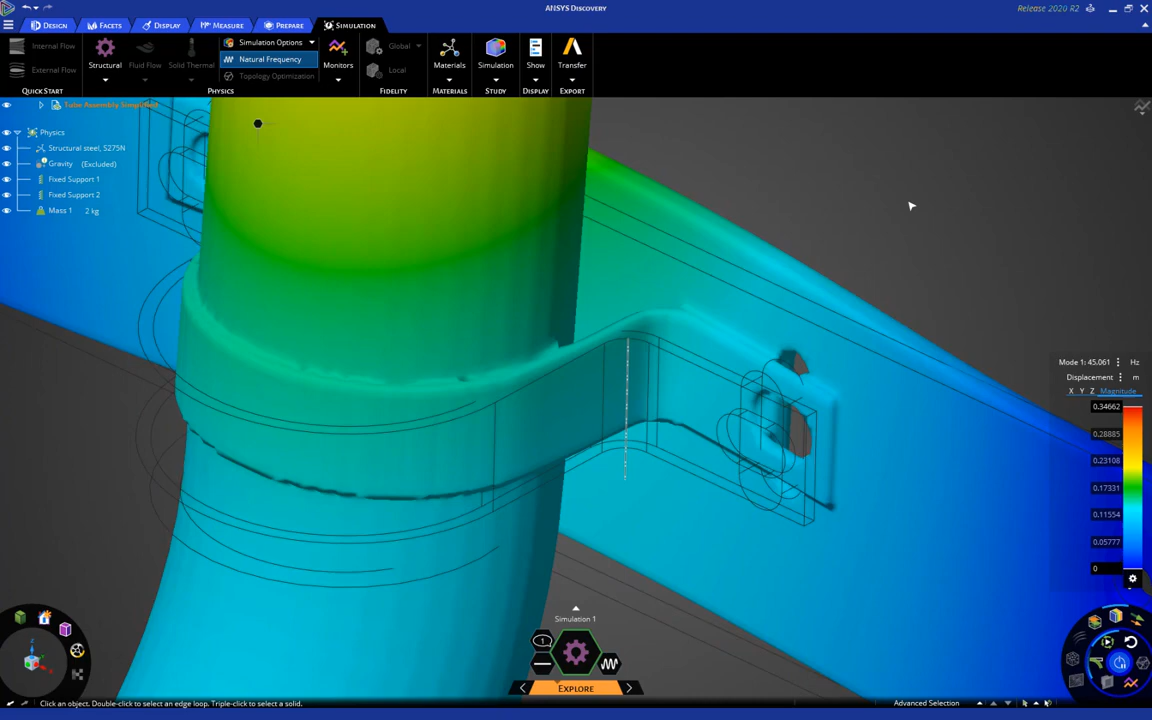 ANSYS Discovery
Release 2020 R2
DESIGN
FACETS
DISPLAY
MEASURE
PREPARE
SIMULATION
Internal Flow
External Flow
QUICK START
Structural
Fluid Flow
Solid Thermal
Simulation Options
Natural Frequency
Topology Optimization
PHYSICS
Monitors
Global
Local
FIDELITY
Materials
MATERIALS
Simulation
STUDY
Show
DISPLAY
Transfer
EXPORT
Tube Assembly Simplified
Physics
Structural steel, S275N
Gravity (Excluded)
Fixed Support 1
Fixed Support 2
Mass 1 2 kg
Mode 1: 45.061 Hz
Displacement m
X Y Z Magnitude
0.34662
0.28885
0.23108
0.17331
0.11554
0.05777
0
Simulation 1
1
EXPLORE
Click an object. Double-click to select an edge loop. Triple-click to select a solid.
Advanced Selection